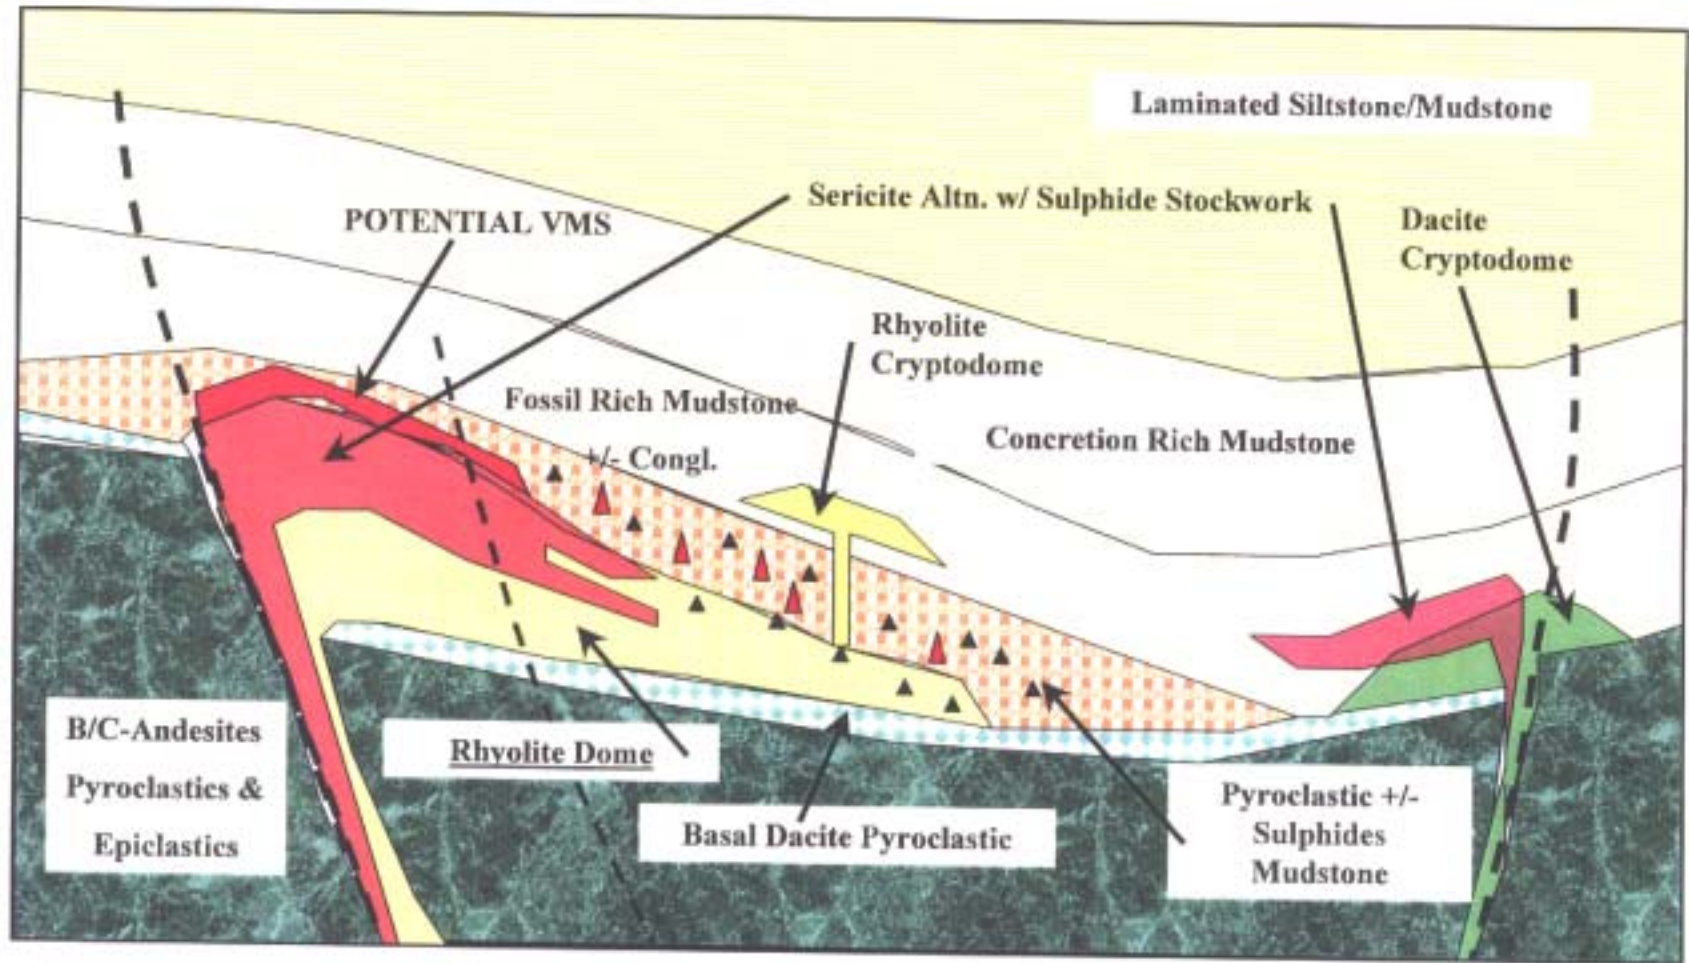 Laminated Siltstone/Mudstone
Sericite Altn. w/ Sulphide Stockwork
POTENTIAL VMS
Dacite
Cryptodome
Rhyolite
Cryptodome
Fossil Rich Mudstone
+/- Congl.
Concretion Rich Mudstone
B/C-Andesites
Pyroclastics &
Epiclastics
Rhyolite Dome
Basal Dacite Pyroclastic
Pyroclastic +/-
Sulphides
Mudstone